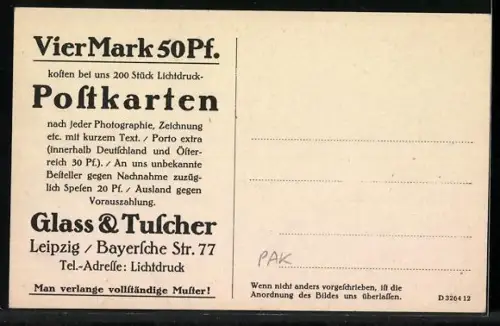 Vier Mark 50 Pf.
koſten bei uns 200 Stück Lichtdruck-
Poſtkarten
nach jeder Photographie, Zeichnung
etc. mit kurzem Text. / Porto extra
(innerhalb Deutſchland und Öſter-
reich 30 Pf.). / An uns unbekannte
Beſteller gegen Nachnahme zuzüg-
lich Speſen 20 Pf. / Ausland gegen
Vorauszahlung.
Glass & Tuſcher
Leipzig / Bayerſche Str. 77
Tel.-Adreſſe: Lichtdruck
Man verlange vollſtändige Muſter!
PAK
Wenn nicht anders vorgeſchrieben, iſt die
Anordnung des Bildes uns überlaſſen.
D 3264 12